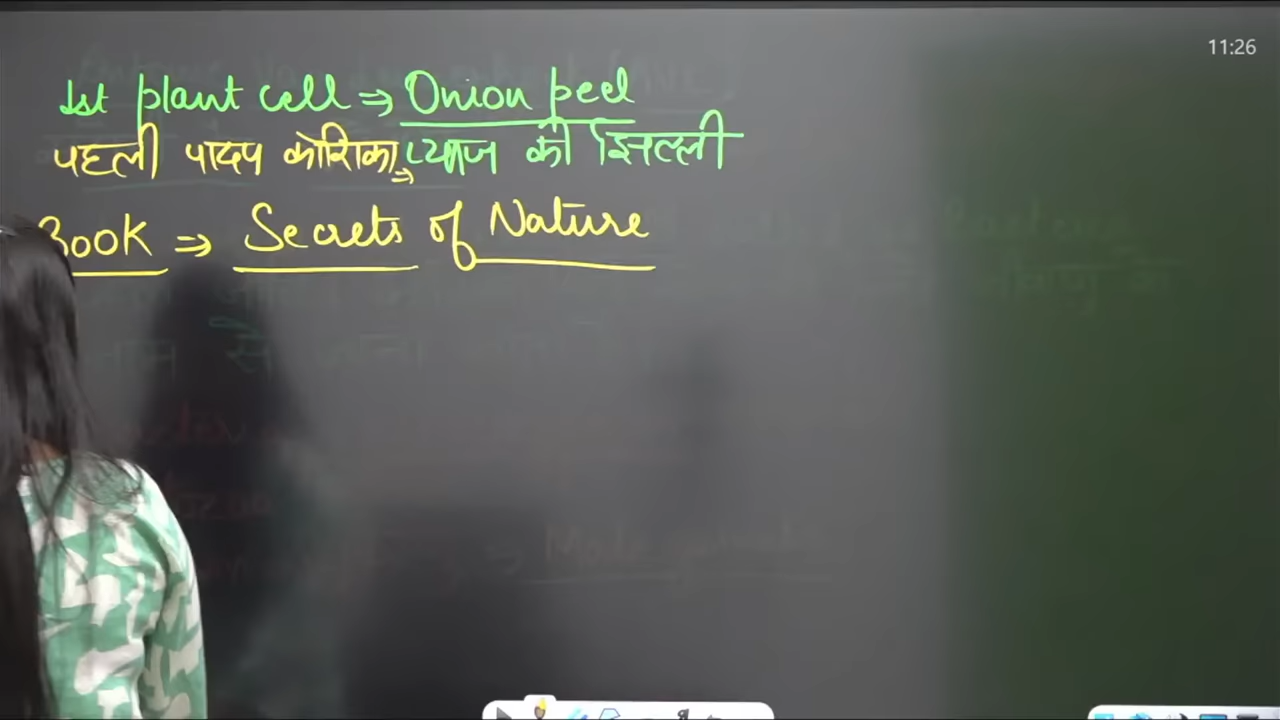 11:26
1st plant cell ⇒ Onion peel
पहली पादप कोशिका ⇒ प्याज की झिल्ली
Book ⇒ Secrets of Nature